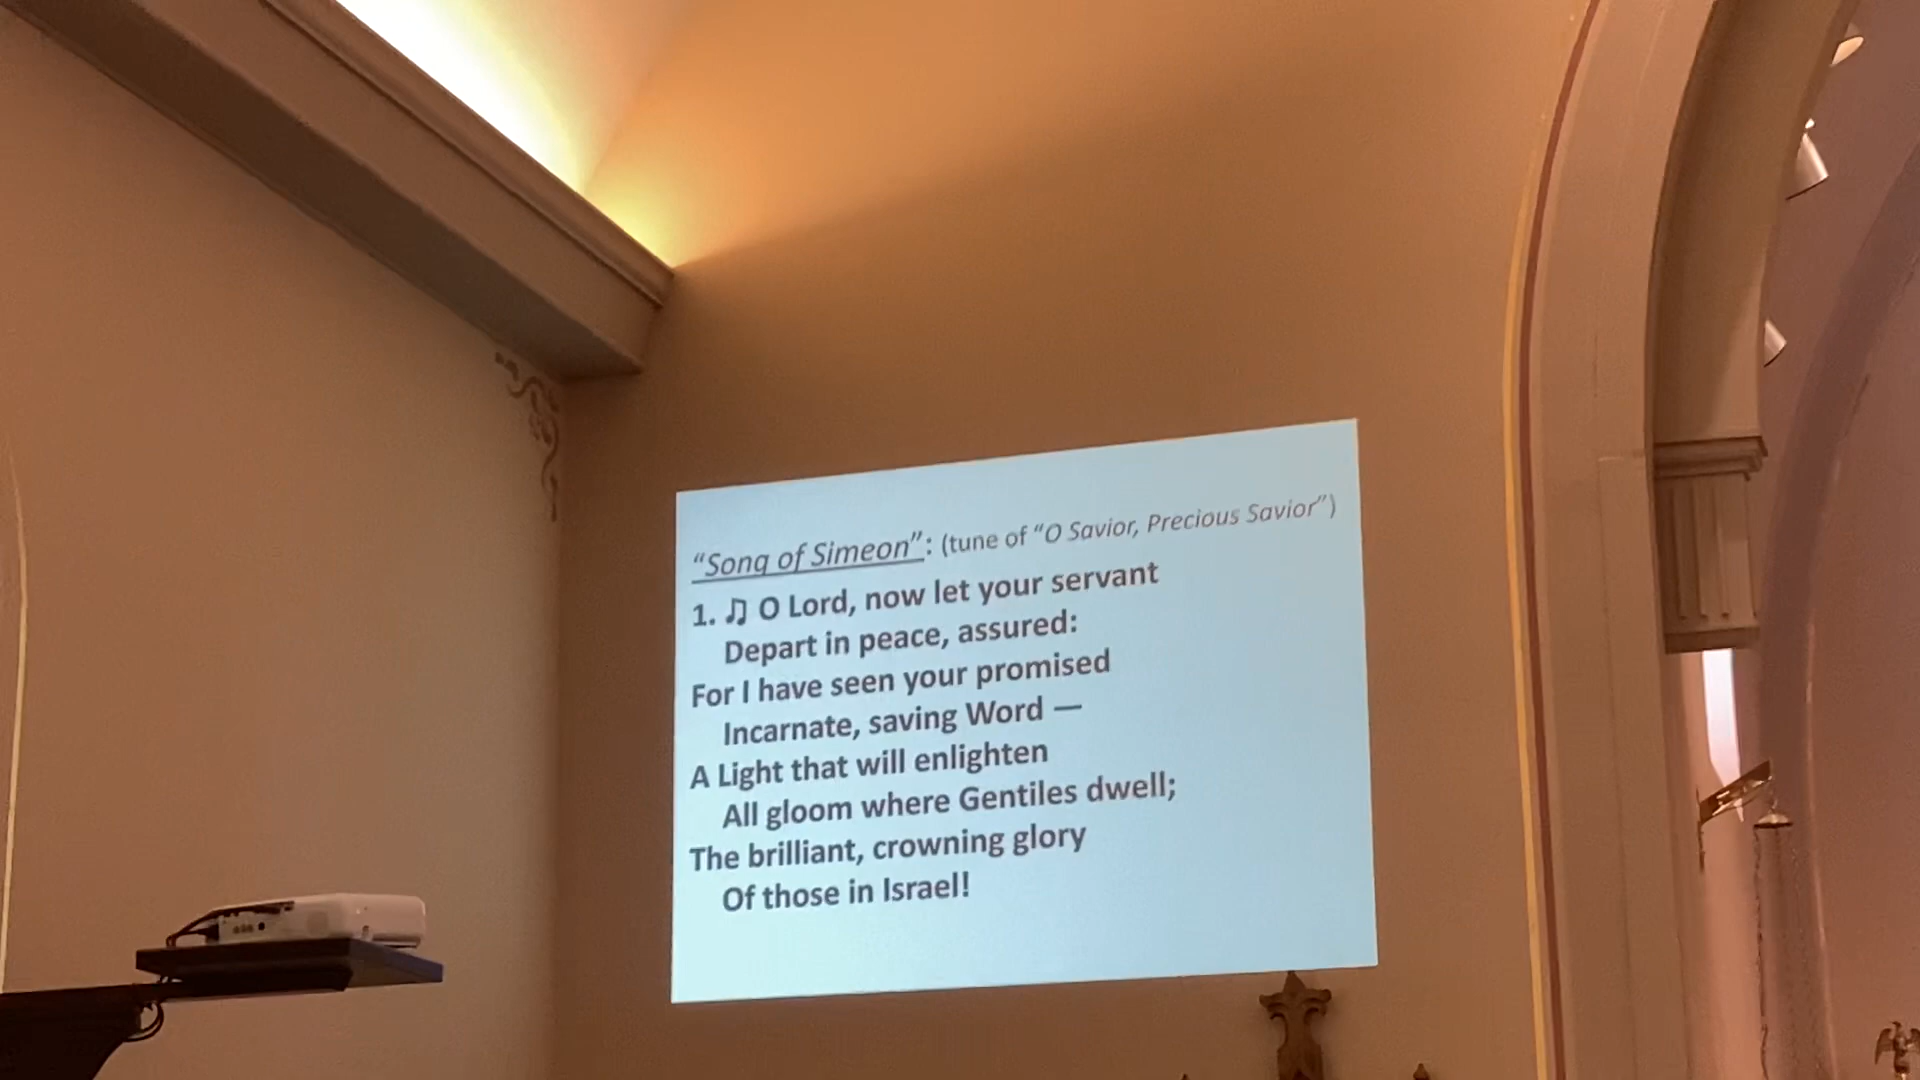 “Song of Simeon”: (tune of “O Savior, Precious Savior”)
1. ♫ O Lord, now let your servant
Depart in peace, assured:
For I have seen your promised
Incarnate, saving Word —
A Light that will enlighten
All gloom where Gentiles dwell;
The brilliant, crowning glory
Of those in Israel!